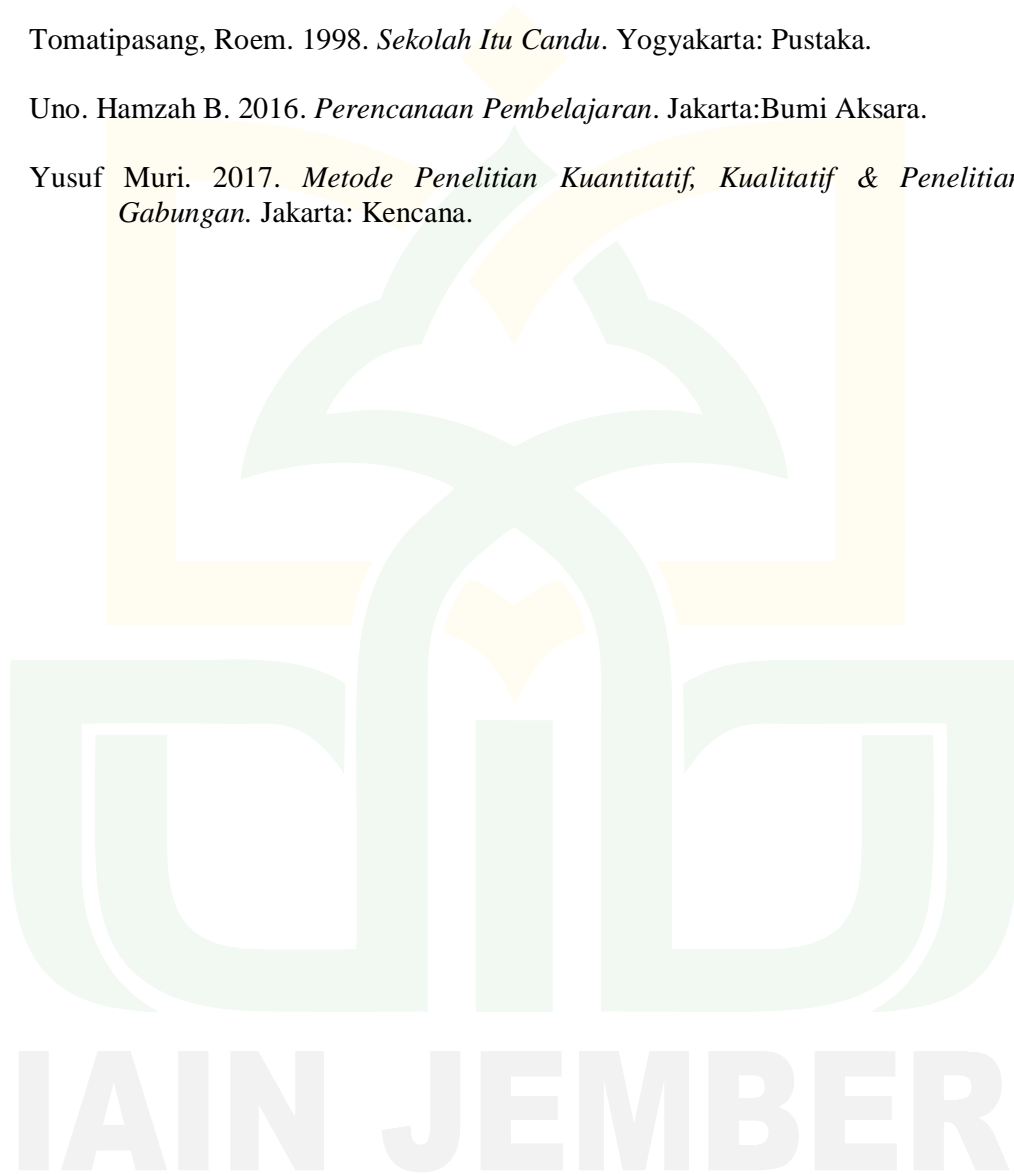 Tomatipasang, Roem. 1998. Sekolah Itu Candu. Yogyakarta: Pustaka.
Uno. Hamzah B. 2016. Perencanaan Pembelajaran. Jakarta:Bumi Aksara.
Yusuf Muri. 2017. Metode Penelitian Kuantitatif, Kualitatif & Penelitian
Gabungan. Jakarta: Kencana.
IAIN JEMBER